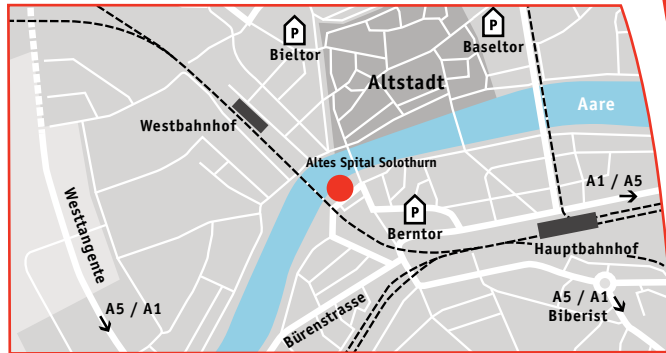 P
Bieltor
P
Baseltor
Altstadt
Aare
Westbahnhof
Altes Spital Solothurn
A1 / A5
P
Berntor
Westtangente
Hauptbahnhof
A5 / A1
Bürenstrasse
A5 / A1
Biberist